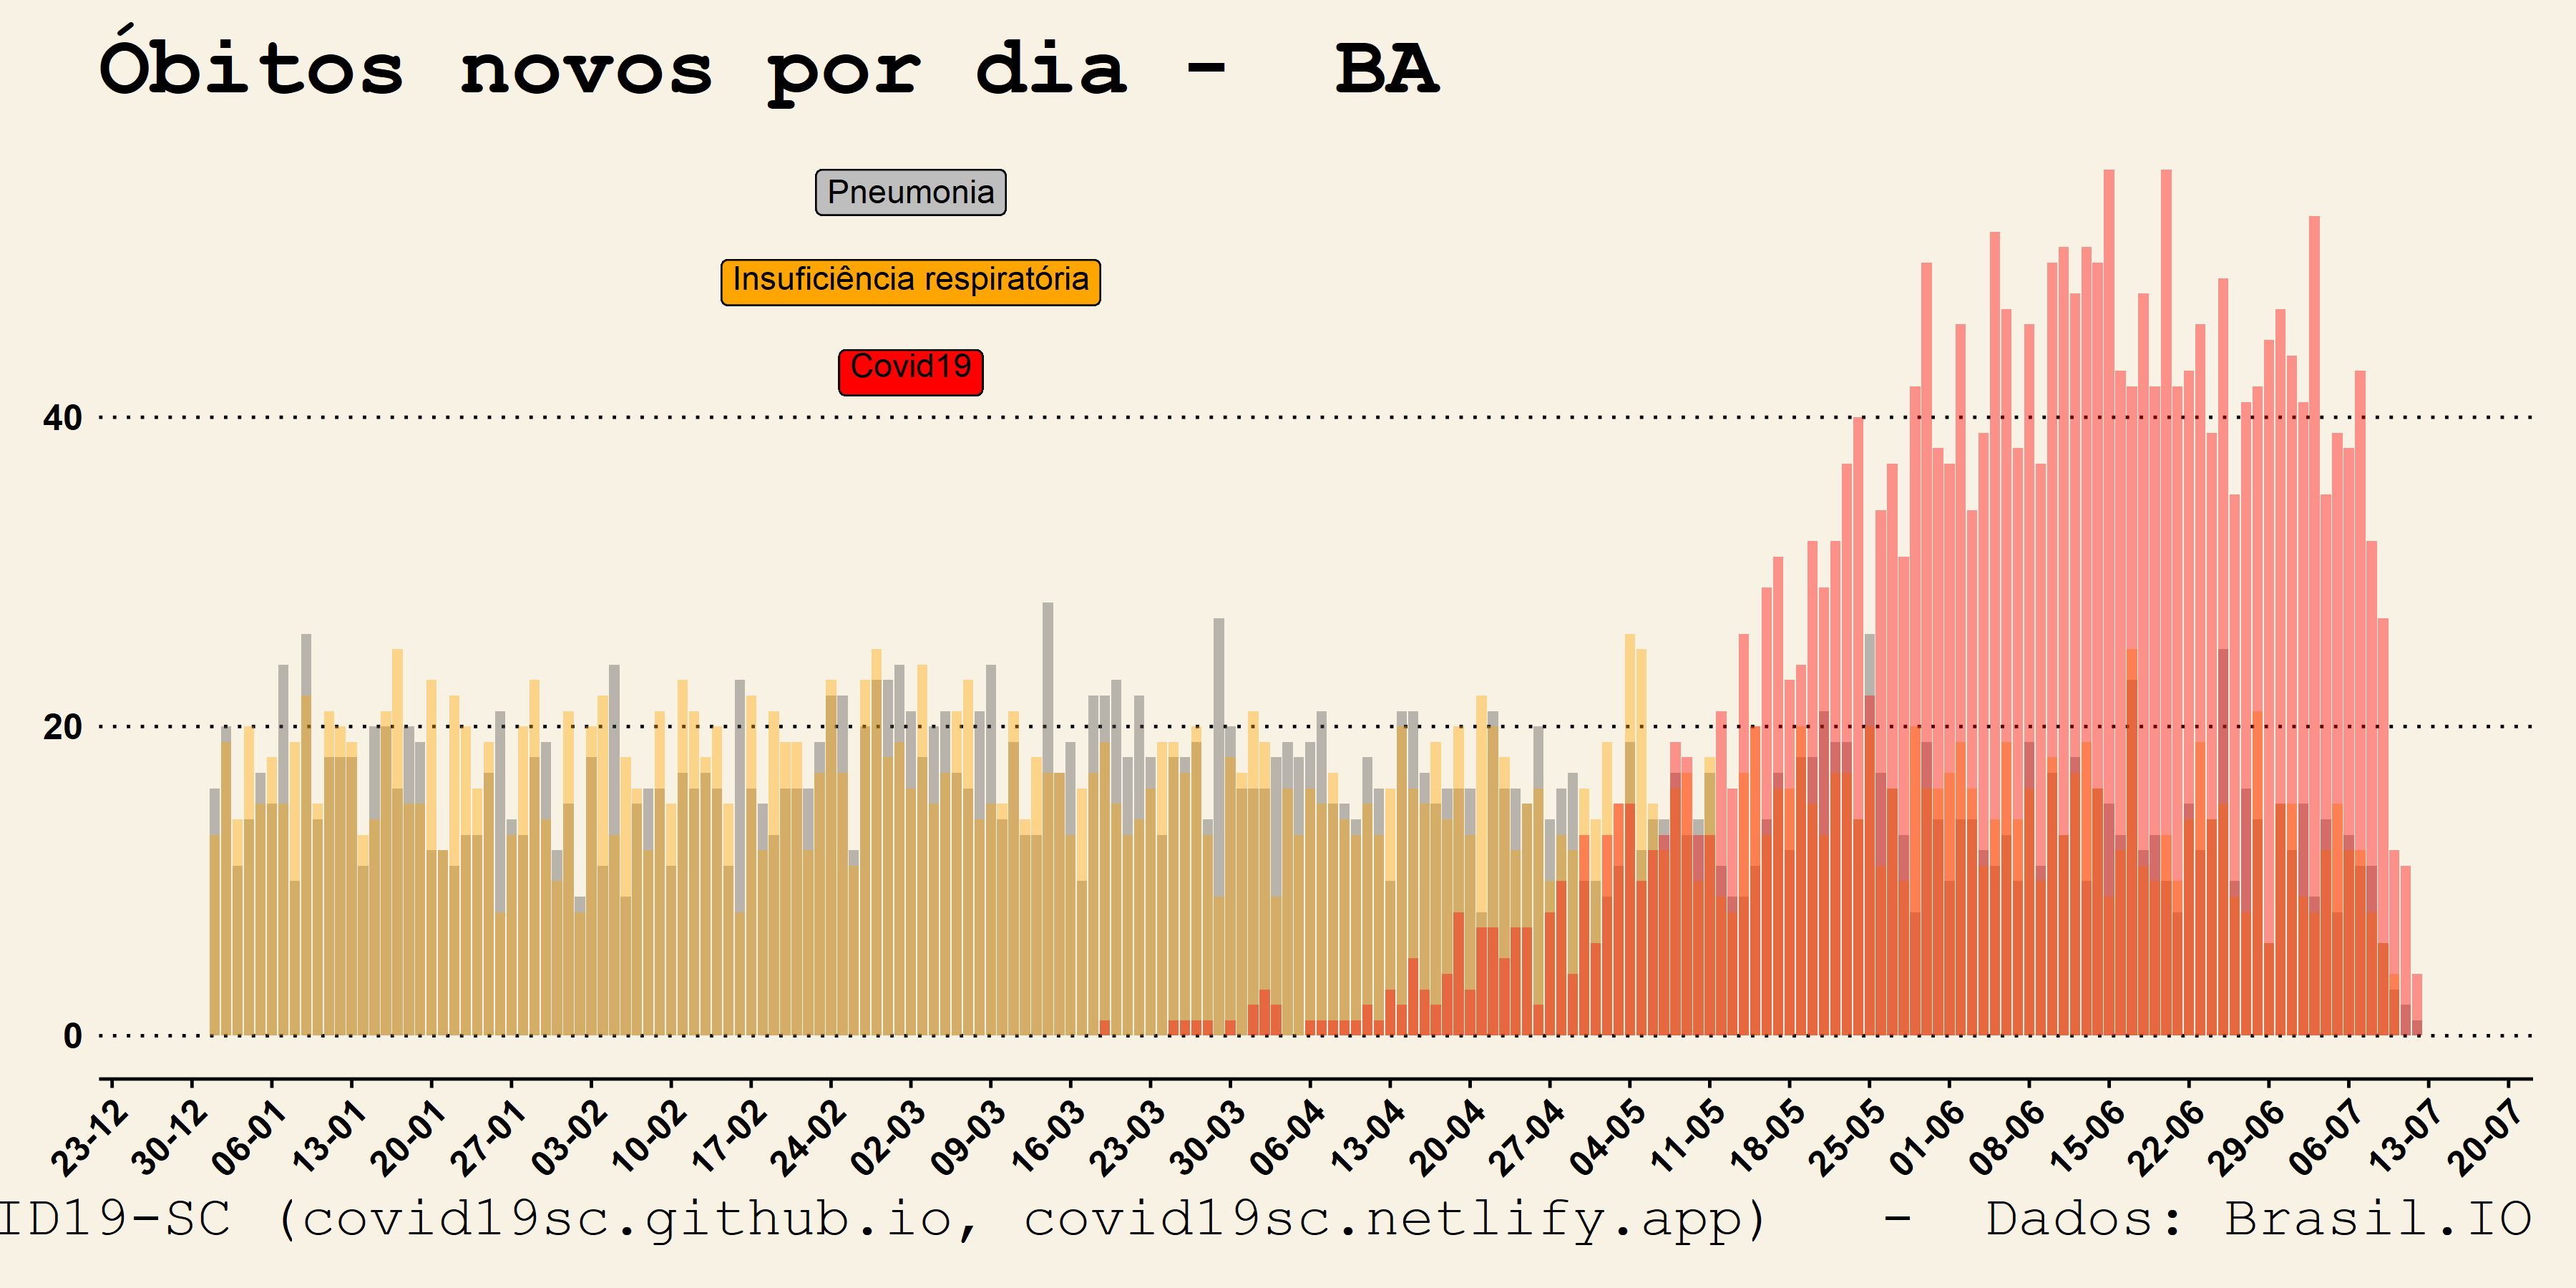 Óbitos novos por dia - BA
Pneumonia
Insuficiência respiratória
Covid19
40
20
0
23-12 30-12 06-01 13-01 20-01 27-01 03-02 10-02 17-02 24-02 02-03 09-03 16-03 23-03 30-03 06-04 13-04 20-04 27-04 04-05 11-05 18-05 25-05 01-06 08-06 15-06 22-06 29-06 06-07 13-07 20-07
ID19-SC (covid19sc.github.io, covid19sc.netlify.app) - Dados: Brasil.IO